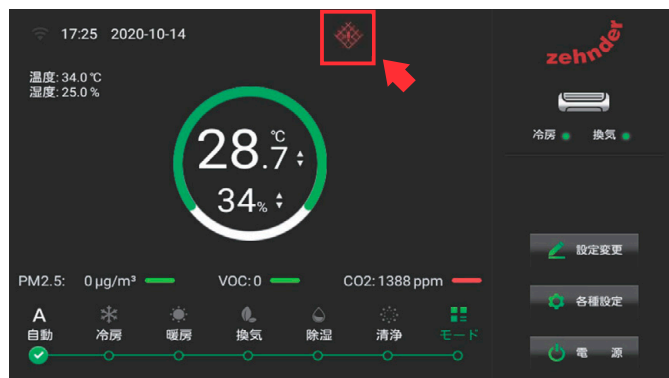 17:25 2020-10-14
温度: 34.0 ℃
湿度: 25.0 %
28.7 ℃
34%
PM2.5: 0 μg/m³ VOC: 0 CO2: 1388 ppm
A
自動 冷房 暖房 換気 除湿 清浄 モード
zehnder
冷房 換気
設定変更
各種設定
電 源